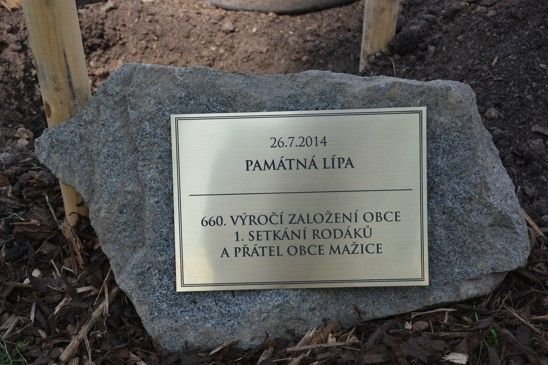 26.7.2014
PAMÁTNÁ LÍPA
660. VÝROČÍ ZALOŽENÍ OBCE
1. SETKÁNÍ RODÁKŮ
A PŘÁTEL OBCE MAŽICE